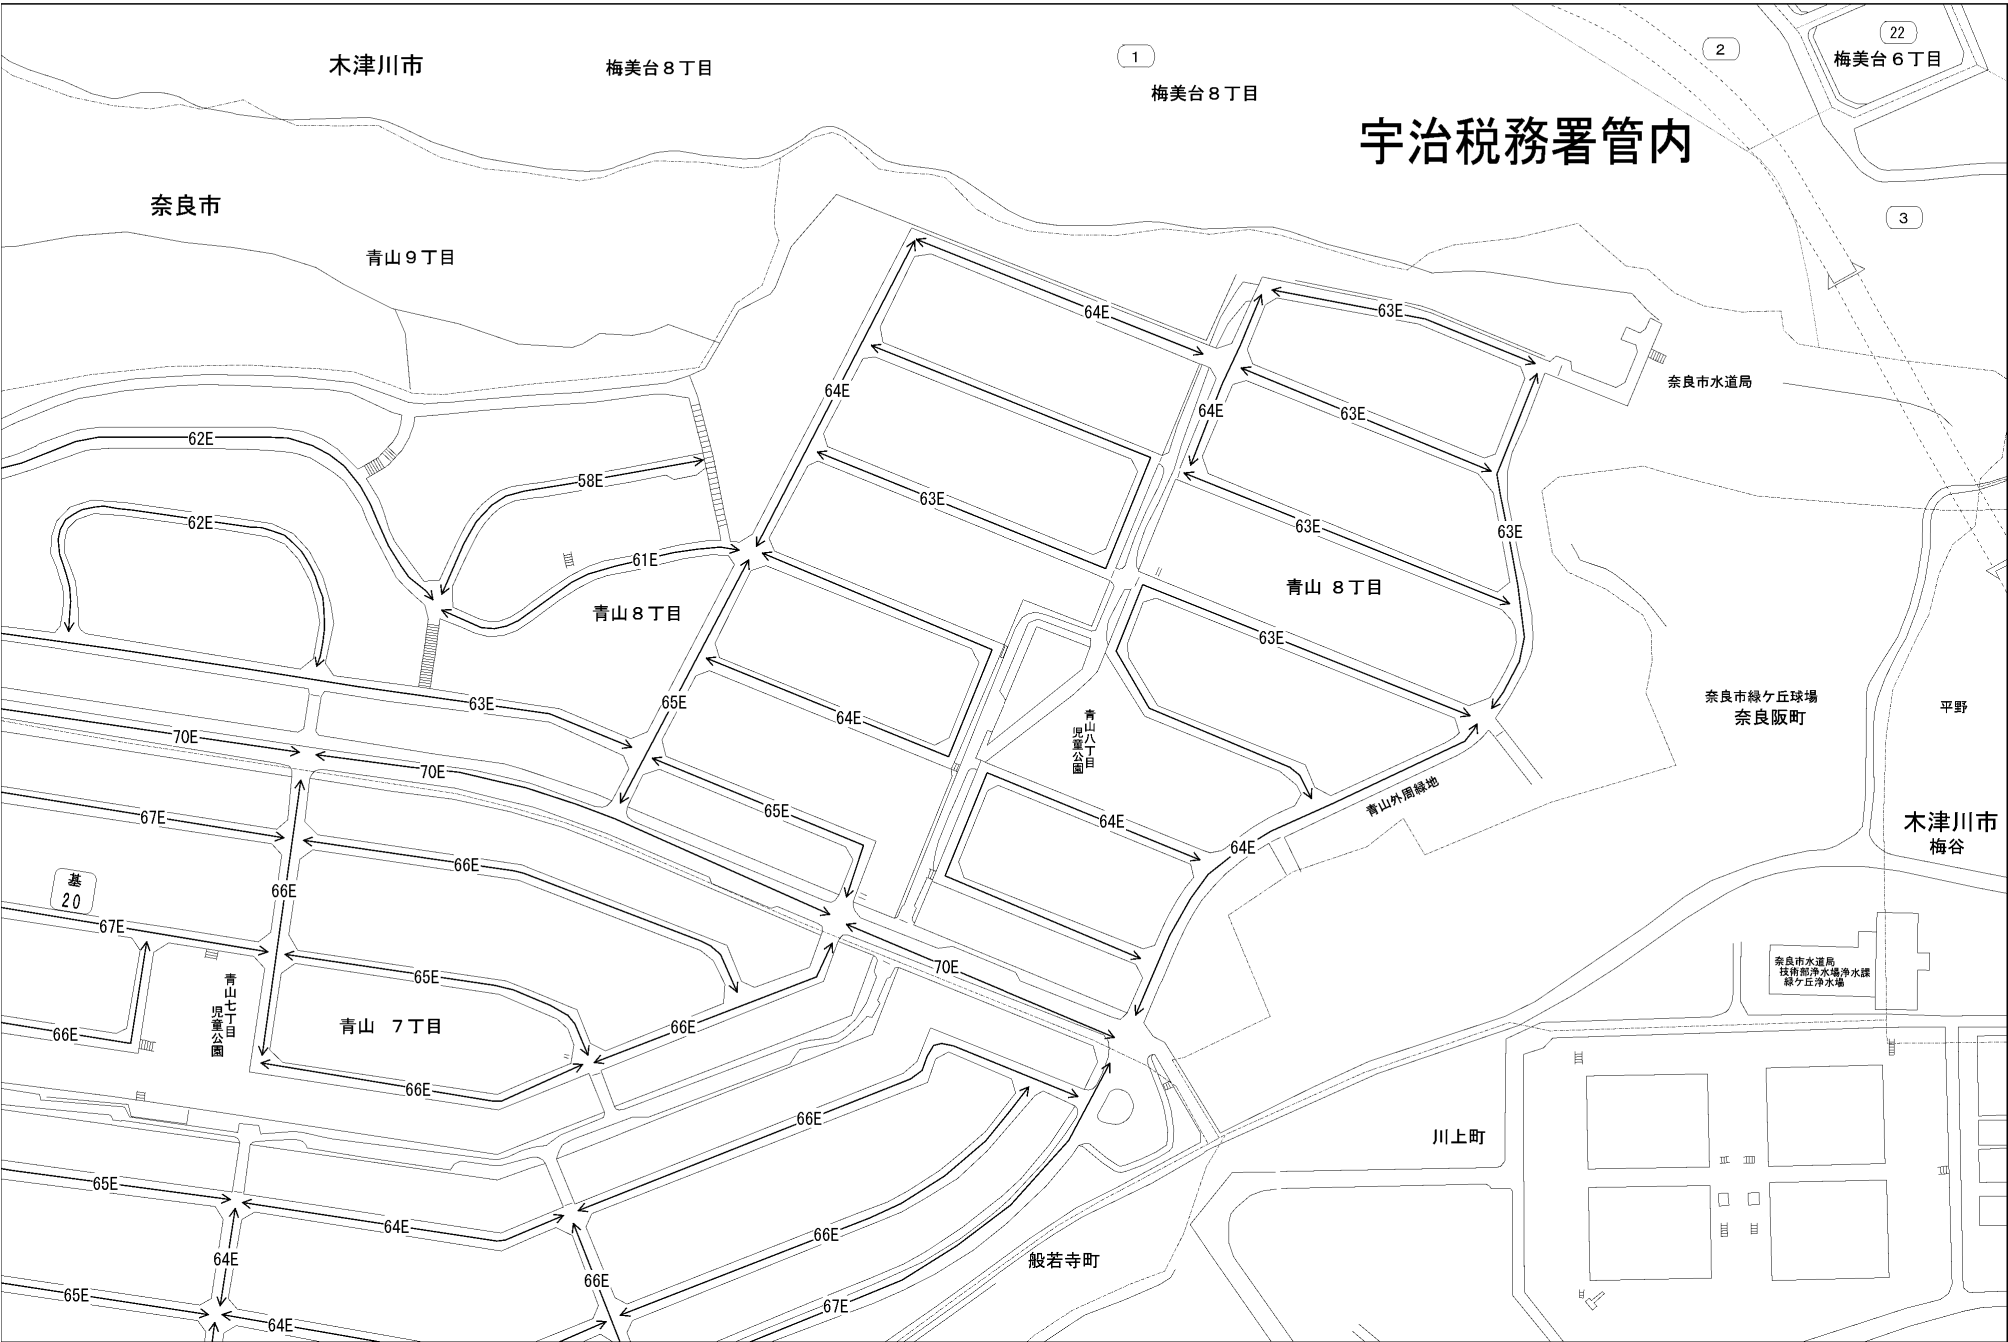 木津川市
梅美台８丁目
1
2
22
梅美台６丁目
梅美台８丁目
宇治税務署管内
奈良市
3
青山９丁目
64E
63E
奈良市水道局
64E
64E
63E
62E
58E
63E
62E
63E
63E
61E
青山 ８丁目
青山８丁目
63E
63E
65E
64E
奈良市緑ケ丘球場
奈良阪町
平野
70E
青山八丁目
児童公園
70E
青山外周緑地
65E
67E
64E
木津川市
梅谷
64E
66E
基
20
66E
67E
奈良市水道局
技術部浄水場浄水課
緑ケ丘浄水場
70E
65E
青山七丁目
児童公園
青山 ７丁目
66E
66E
66E
66E
川上町
65E
64E
66E
64E
般若寺町
66E
65E
67E
64E